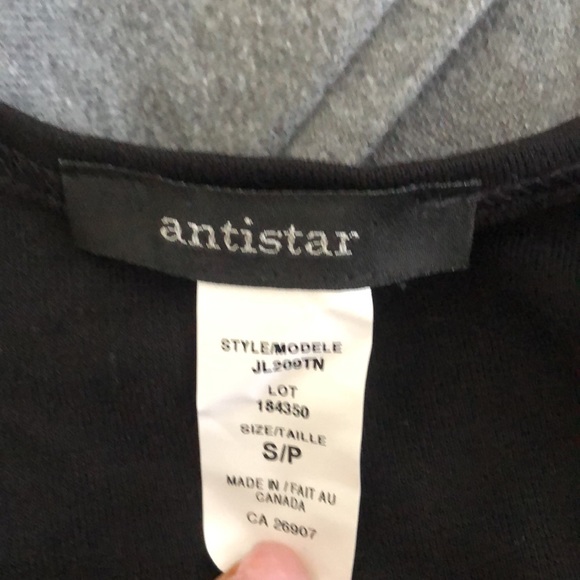 antistar
STYLE/MODELE
JL209TN
LOT
184350
SIZE/TAILLE
S/P
MADE IN / FAIT AU
CANADA
CA 26907